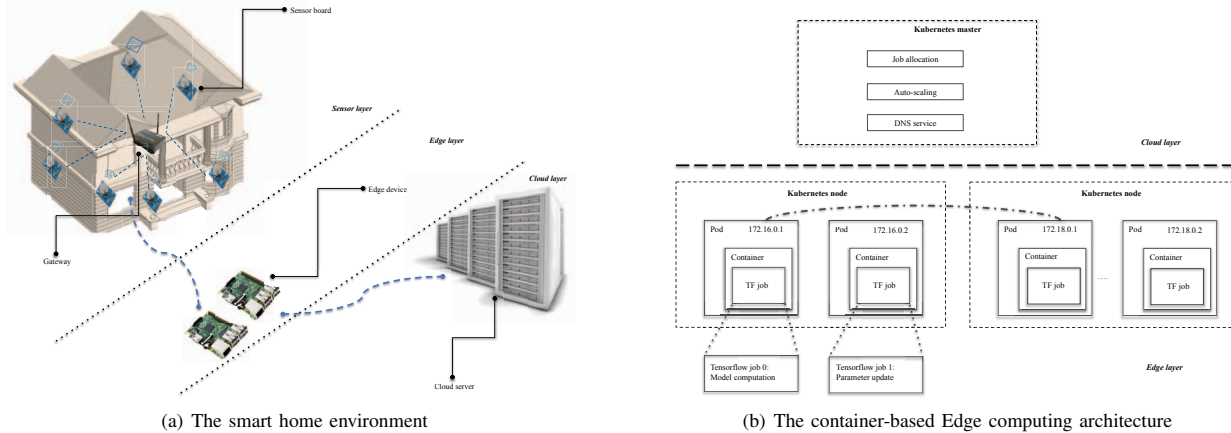 Sensor board
Sensor layer
Edge layer
Cloud layer
Edge device
Gateway
Cloud server
(a) The smart home environment
Kubernetes master
Job allocation
Auto-scaling
DNS service
Cloud layer
Kubernetes node
Pod 172.16.0.1
Container
TF job
Pod 172.16.0.2
Container
TF job
Kubernetes node
Pod 172.18.0.1
Container
TF job
....
Pod 172.18.0.2
Container
TF job
Tensorflow job 0:
Model computation
Tensorflow job 1:
Parameter update
Edge layer
(b) The container-based Edge computing architecture